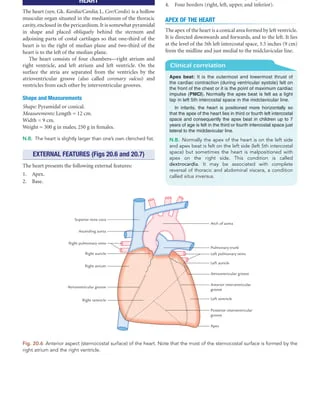 HEART
The heart (syn. Gk. Kardia/Cardia, L. Cor/Cordis) is a hollow
muscular organ situated in the mediastinum of the thoracic
cavity, enclosed in the pericardium. It is somewhat pyramidal
in shape and placed obliquely behind the sternum and
adjoining parts of costal cartilages so that one-third of the
heart is to the right of median plane and two-third of the
heart is to the left of the median plane.
The heart consists of four chambers—right atrium and
right ventricle, and left atrium and left ventricle. On the
surface the atria are separated from the ventricles by the
atrioventricular groove (also called coronary sulcus) and
ventricles from each other by interventricular grooves.
Shape and Measurements
Shape: Pyramidal or conical.
Measurements: Length = 12 cm.
Width = 9 cm.
Weight = 300 g in males, 250 g in females.
N.B. The heart is slightly larger than one's own clenched fist.
EXTERNAL FEATURES (Figs 20.6 and 20.7)
The heart presents the following external features:
1. Apex.
2. Base.
4. Four borders (right, left, upper, and inferior).
APEX OF THE HEART
The apex of the heart is a conical area formed by left ventricle.
It is directed downwards and forwards, and to the left. It lies
at the level of the 5th left intercostal space, 3.5 inches (9 cm)
from the midline and just medial to the midclavicular line.
Clinical correlation
Apex beat: It is the outermost and lowermost thrust of
the cardiac contraction (during ventricular systole) felt on
the front of the chest or it is the point of maximum cardiac
impulse (PMCI). Normally the apex beat is felt as a light
tap in left 5th intercostal space in the midclavicular line.
In infants, the heart is positioned more horizontally so
that the apex of the heart lies in third or fourth left intercostal
space and consequently the apex beat in children up to 7
years of age is felt in the third or fourth intercostal space just
lateral to the midclavicular line.
N.B. Normally the apex of the heart is on the left side
and apex beat is felt on the left side (left 5th intercostal
space) but sometimes the heart is malpositioned with
apex on the right side. This condition is called
dextrocardia. It may be associated with complete
reversal of thoracic and abdominal viscera, a condition
called situs inversus.
Superior vena cava
Ascending aorta
Right pulmonary veins
Right auricle
Right atrium
Atrioventricular groove
Right ventricle
Arch of aorta
Pulmonary trunk
Left pulmonary veins
Left auricle
Atrioventricular groove
Anterior interventricular
groove
Left ventricle
Posterior interventricular
groove
Apex
Fig. 20.6 Anterior aspect (sternocostal surface) of the heart. Note that the most of the sternocostal surface is formed by the
right atrium and the right ventricle.